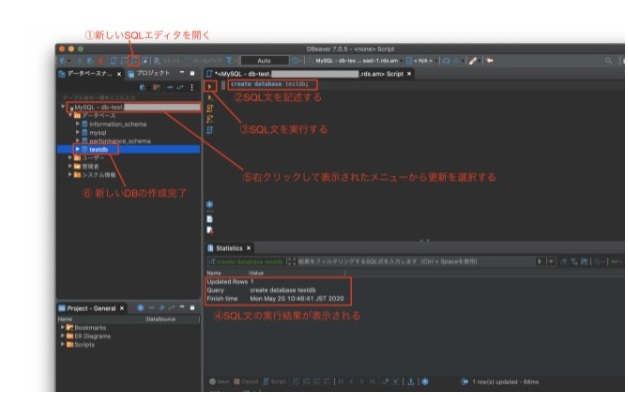 ①新しいSQLエディタを開く
DBeaver 7.0.5 - <none> Script
Auto
MySQL - db-tes ... east-1.rds.am
< N/A >
データベースナ...
プロジェクト
*<MySQL - db-test.
.rds.am> Script
create database testdb;
②SQL文を記述する
MySQL - db-test.
データベース
information_schema
③SQL文を実行する
mysql
performance_schema
testdb
ユーザー
管理者
⑤右クリックして表示されたメニューから更新を選択する
システム情報
⑥ 新しいDBの作成完了
Statistics
create database testdb
結果をフィルタリングするSQL式を入力します (Ctrl + Spaceを使用)
Name Value
Updated Rows 1
Query create database testdb
Finish time Mon May 25 10:46:41 JST 2020
④SQL文の実行結果が表示される
Project - General
Name DataSource
Bookmarks
ER Diagrams
Scripts
Save Cancel Script
1 row(s) updated - 68ms